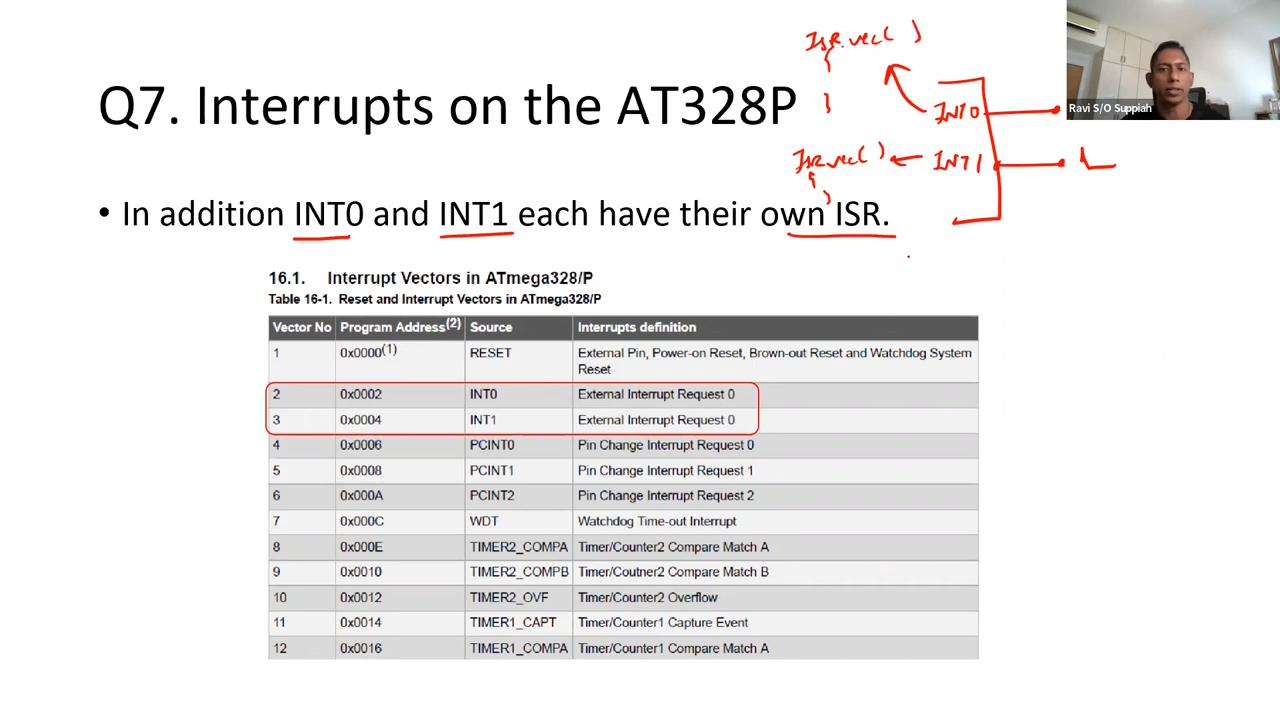 ISR.vec( )
Q7. Interrupts on the AT328P
INT0
Ravi S/O Suppiah
ISR.vec( )
INT1
• In addition INT0 and INT1 each have their own ISR.
16.1. Interrupt Vectors in ATmega328/P
Table 16-1. Reset and Interrupt Vectors in ATmega328/P
Vector No Program Address(2) Source Interrupts definition
1 0x0000(1) RESET External Pin, Power-on Reset, Brown-out Reset and Watchdog System
Reset
2 0x0002 INT0 External Interrupt Request 0
3 0x0004 INT1 External Interrupt Request 0
4 0x0006 PCINT0 Pin Change Interrupt Request 0
5 0x0008 PCINT1 Pin Change Interrupt Request 1
6 0x000A PCINT2 Pin Change Interrupt Request 2
7 0x000C WDT Watchdog Time-out Interrupt
8 0x000E TIMER2_COMPA Timer/Counter2 Compare Match A
9 0x0010 TIMER2_COMPB Timer/Coutner2 Compare Match B
10 0x0012 TIMER2_OVF Timer/Counter2 Overflow
11 0x0014 TIMER1_CAPT Timer/Counter1 Capture Event
12 0x0016 TIMER1_COMPA Timer/Counter1 Compare Match A